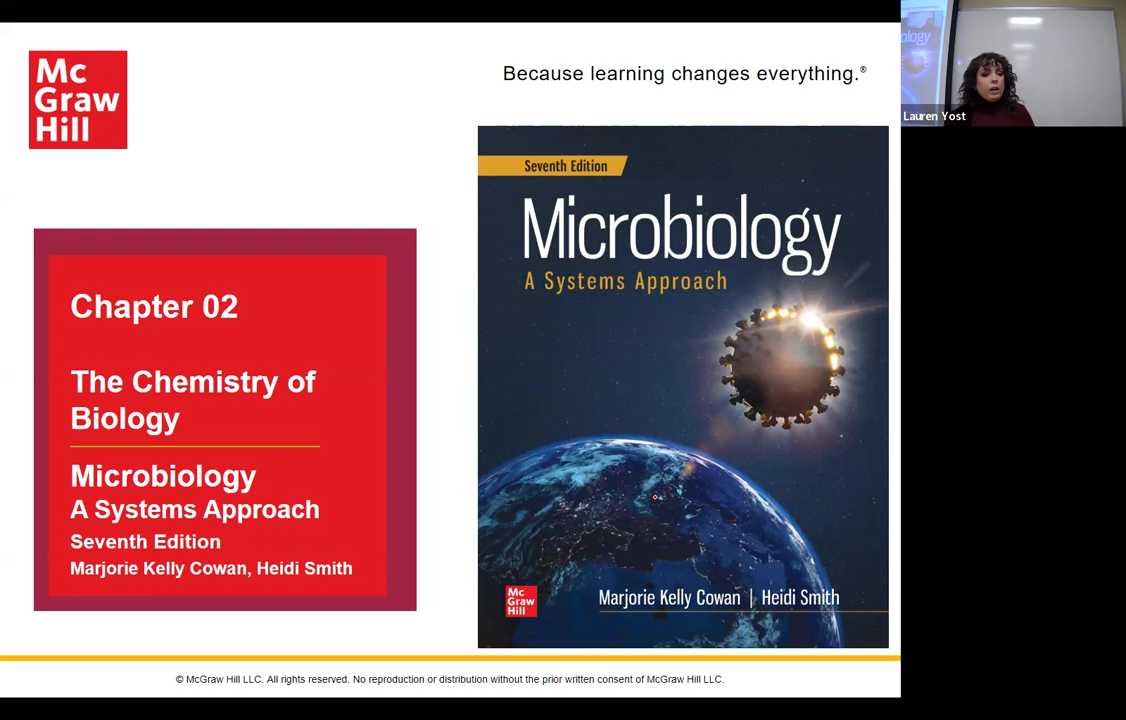 Mc
Graw
Hill
Because learning changes everything.®
Chapter 02
The Chemistry of
Biology
Microbiology
A Systems Approach
Seventh Edition
Marjorie Kelly Cowan, Heidi Smith
Seventh Edition
Microbiology
A Systems Approach
Mc
Graw
Hill
Marjorie Kelly Cowan | Heidi Smith
© McGraw Hill LLC. All rights reserved. No reproduction or distribution without the prior written consent of McGraw Hill LLC.
ology
Lauren Yost